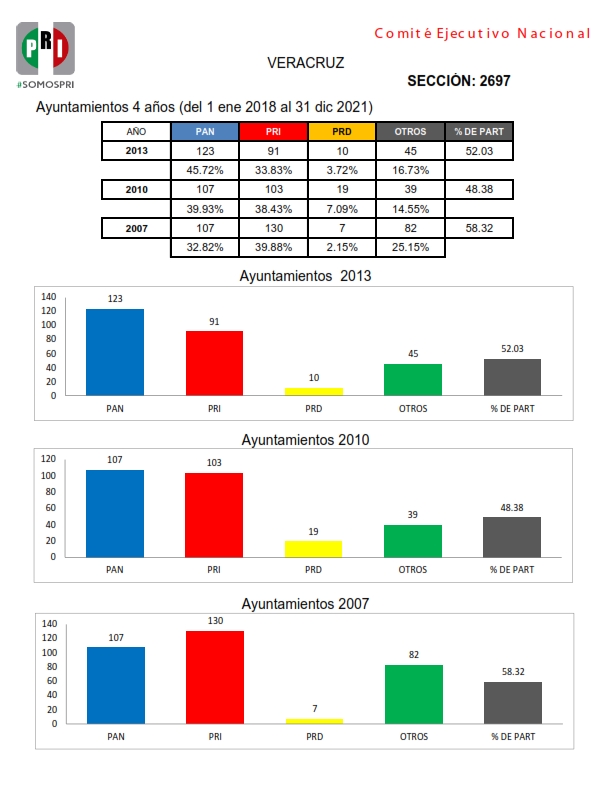 PRI
#SOMOSPRI
Comité Ejecutivo Nacional
VERACRUZ
SECCIÓN: 2697
Ayuntamientos 4 años (del 1 ene 2018 al 31 dic 2021)
AÑO PAN PRI PRD OTROS % DE PART
2013 123 91 10 45 52.03
45.72% 33.83% 3.72% 16.73%
2010 107 103 19 39 48.38
39.93% 38.43% 7.09% 14.55%
2007 107 130 7 82 58.32
32.82% 39.88% 2.15% 25.15%
Ayuntamientos 2013
140
120
100
80
60
40
20
0
123
91
10
45
52.03
PAN PRI PRD OTROS % DE PART
Ayuntamientos 2010
120
100
80
60
40
20
0
107
103
19
39
48.38
PAN PRI PRD OTROS % DE PART
Ayuntamientos 2007
140
120
100
80
60
40
20
0
107
130
7
82
58.32
PAN PRI PRD OTROS % DE PART